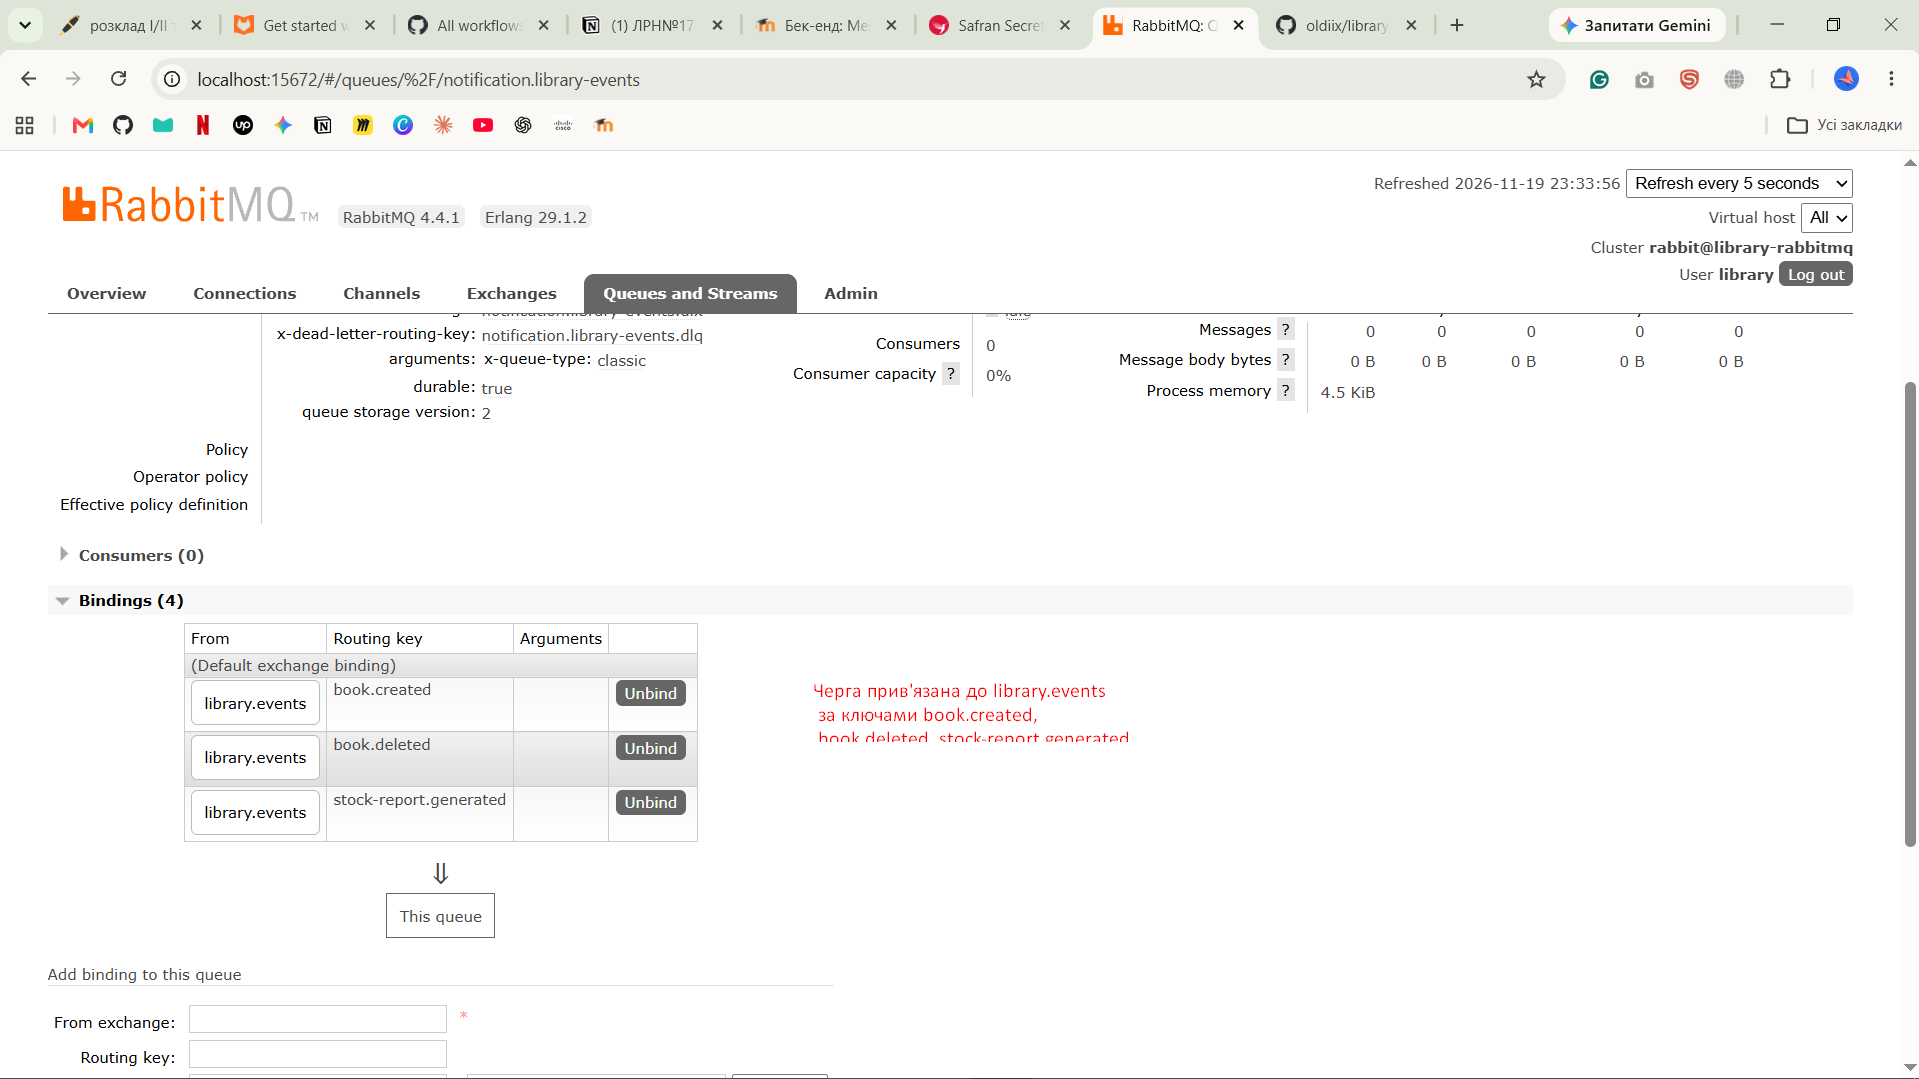 розклад І/ІІ
Get started
All workflows
(1) ЛРН№17
Бек-енд: Ме
Safran Secret
RabbitMQ: Q
oldiix/library
Запитати Gemini
localhost:15672/#/queues/%2F/notification.library-events
Усі закладки
RabbitMQ TM
RabbitMQ 4.4.1
Erlang 29.1.2
Refreshed 2026-11-19 23:33:56
Refresh every 5 seconds
Virtual host
All
Cluster rabbit@library-rabbitmq
User library
Log out
Overview
Connections
Channels
Exchanges
Queues and Streams
Admin
x-dead-letter-routing-key: notification.library-events.dlq
arguments: x-queue-type: classic
durable: true
queue storage version: 2
Policy
Operator policy
Effective policy definition
Consumers 0
Consumer capacity ? 0%
Messages ? 0 0 0 0 0
Message body bytes ? 0 B 0 B 0 B 0 B 0 B
Process memory ? 4.5 KiB
Consumers (0)
Bindings (4)
From Routing key Arguments
(Default exchange binding)
library.events book.created Unbind
library.events book.deleted Unbind
library.events stock-report.generated Unbind
⇓
This queue
Черга прив'язана до library.events
за ключами book.created,
book.deleted, stock-report.generated
Add binding to this queue
From exchange: *
Routing key: